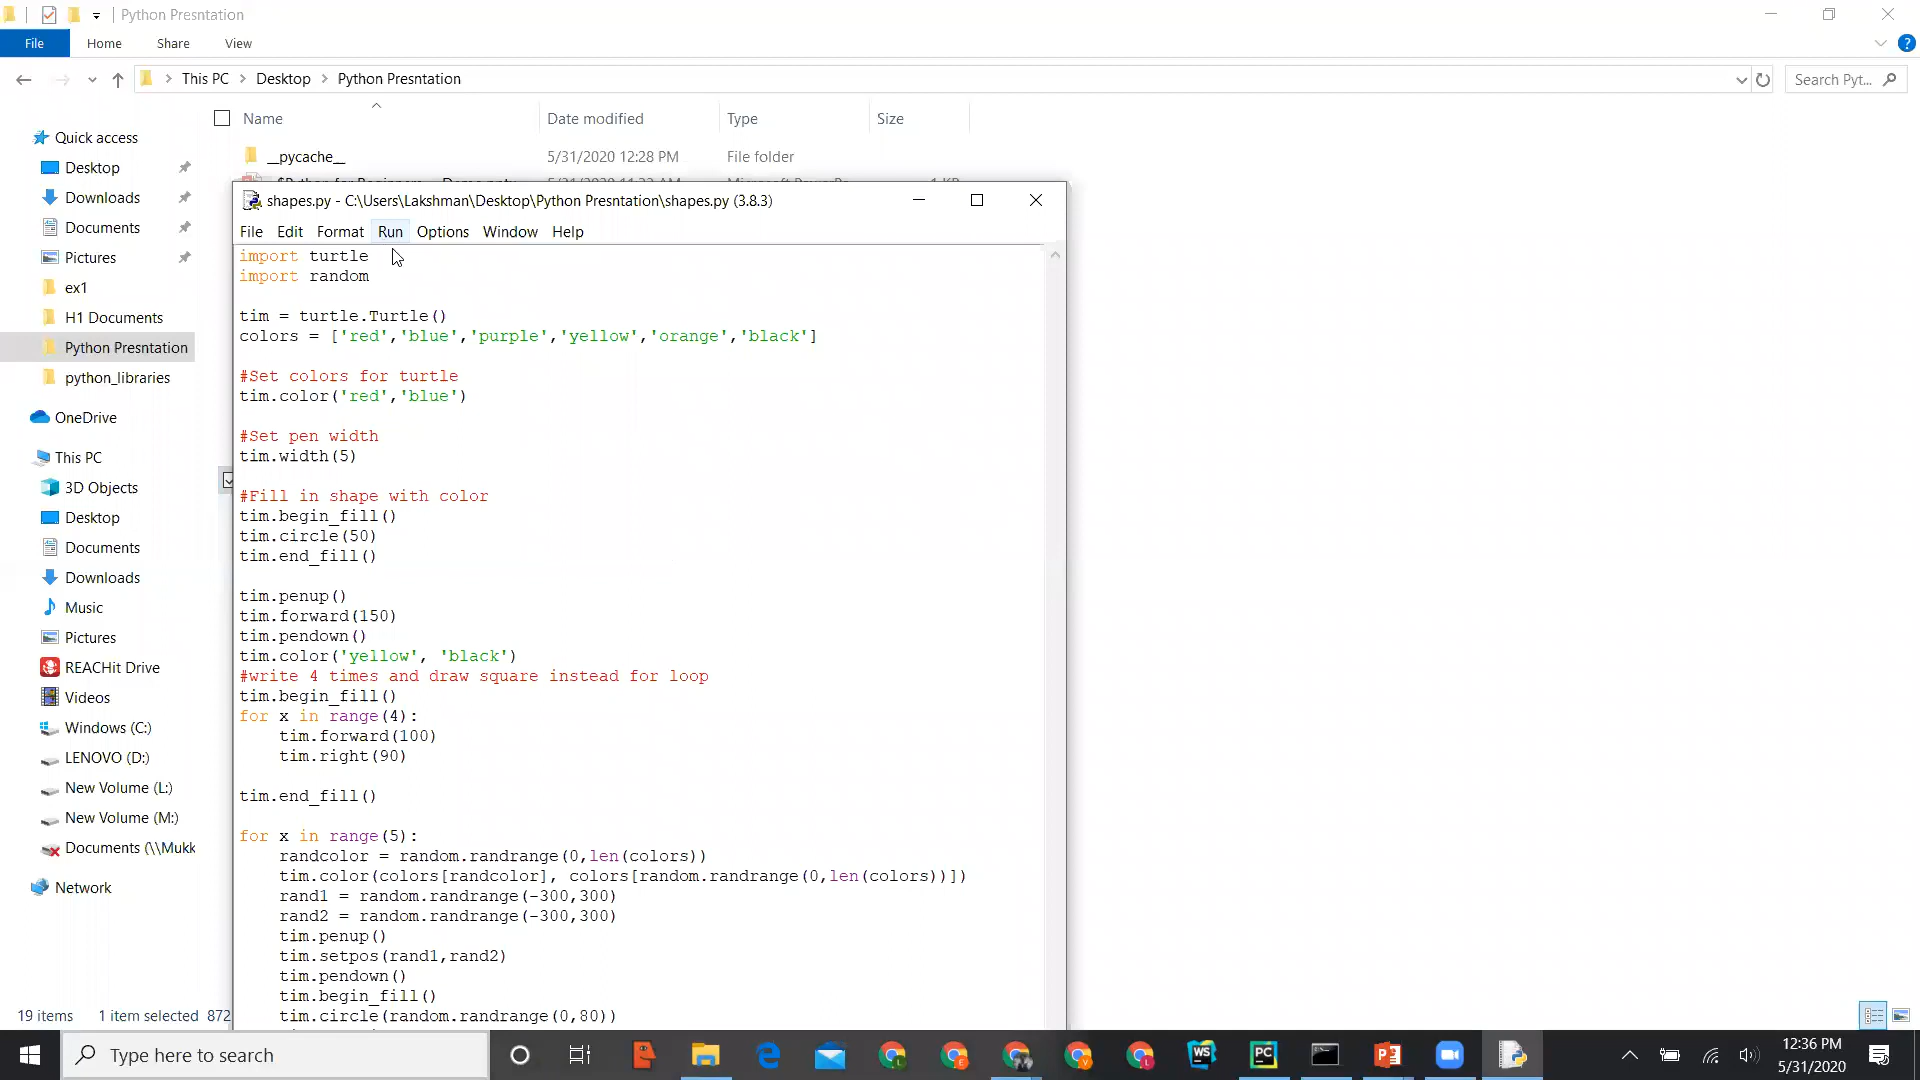 Python Presntation
File Home Share View
This PC > Desktop > Python Presntation
Search Pyt...
Name Date modified Type Size
__pycache__ 5/31/2020 12:28 PM File folder
Quick access
Desktop
Downloads
Documents
Pictures
ex1
H1 Documents
Python Presntation
python_libraries
OneDrive
This PC
3D Objects
Desktop
Documents
Downloads
Music
Pictures
REACHit Drive
Videos
Windows (C:)
LENOVO (D:)
New Volume (L:)
New Volume (M:)
Documents (\\Mukk
Network
19 items 1 item selected 872
shapes.py - C:\Users\Lakshman\Desktop\Python Presntation\shapes.py (3.8.3)
File Edit Format Run Options Window Help
import turtle
import random
tim = turtle.Turtle()
colors = ['red','blue','purple','yellow','orange','black']
#Set colors for turtle
tim.color('red','blue')
#Set pen width
tim.width(5)
#Fill in shape with color
tim.begin_fill()
tim.circle(50)
tim.end_fill()
tim.penup()
tim.forward(150)
tim.pendown()
tim.color('yellow', 'black')
#write 4 times and draw square instead for loop
tim.begin_fill()
for x in range(4):
    tim.forward(100)
    tim.right(90)
tim.end_fill()
for x in range(5):
    randcolor = random.randrange(0,len(colors))
    tim.color(colors[randcolor], colors[random.randrange(0,len(colors))])
    rand1 = random.randrange(-300,300)
    rand2 = random.randrange(-300,300)
    tim.penup()
    tim.setpos(rand1,rand2)
    tim.pendown()
    tim.begin_fill()
    tim.circle(random.randrange(0,80))
Type here to search
12:36 PM
5/31/2020